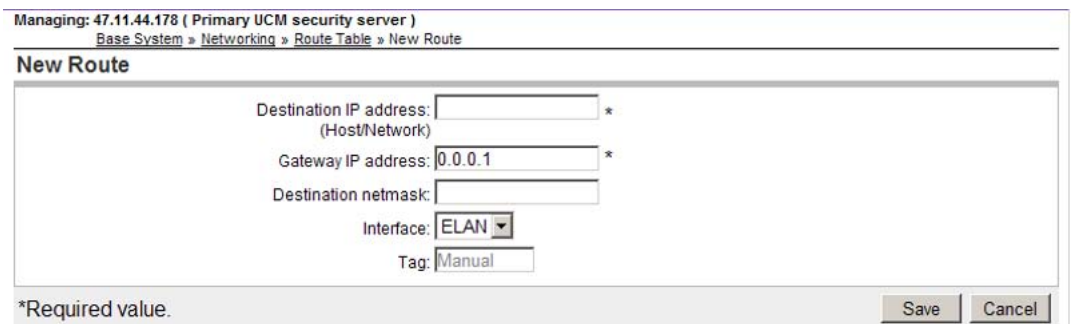 Managing: 47.11.44.178 ( Primary UCM security server )
Base System » Networking » Route Table » New Route
New Route
Destination IP address: *
(Host/Network)
Gateway IP address: 0.0.0.1 *
Destination netmask:
Interface: ELAN
Tag: Manual
*Required value. Save Cancel